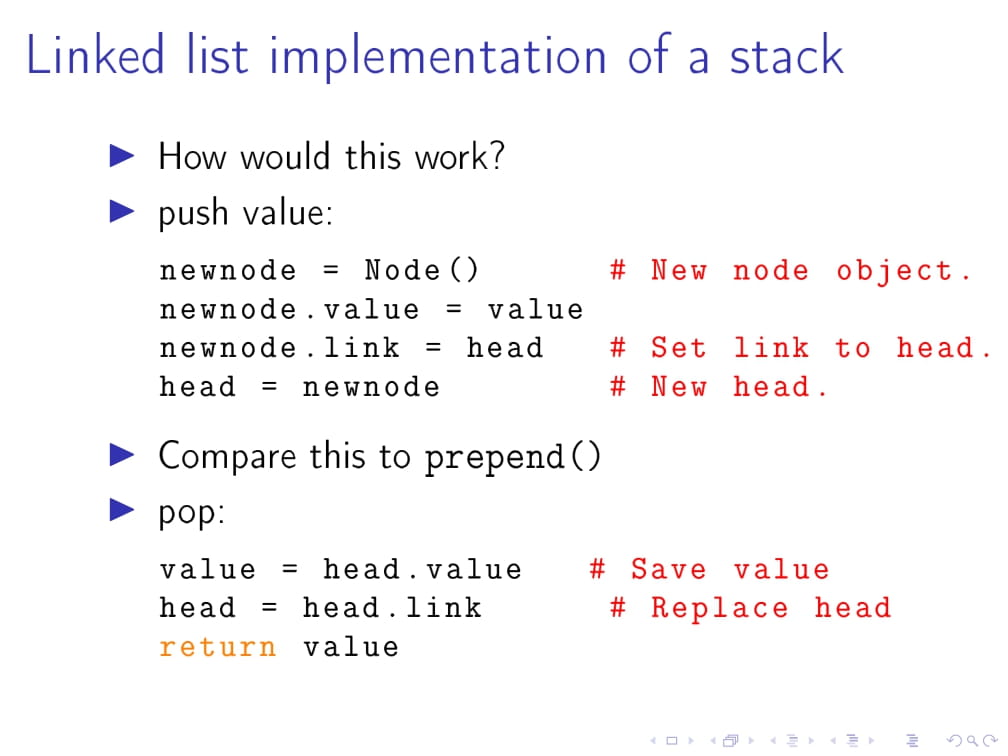 Linked list implementation of a stack
How would this work?
push value:
newnode = Node() # New node object.
newnode.value = value
newnode.link = head # Set link to head.
head = newnode # New head.
Compare this to prepend()
pop:
value = head.value # Save value
head = head.link # Replace head
return value